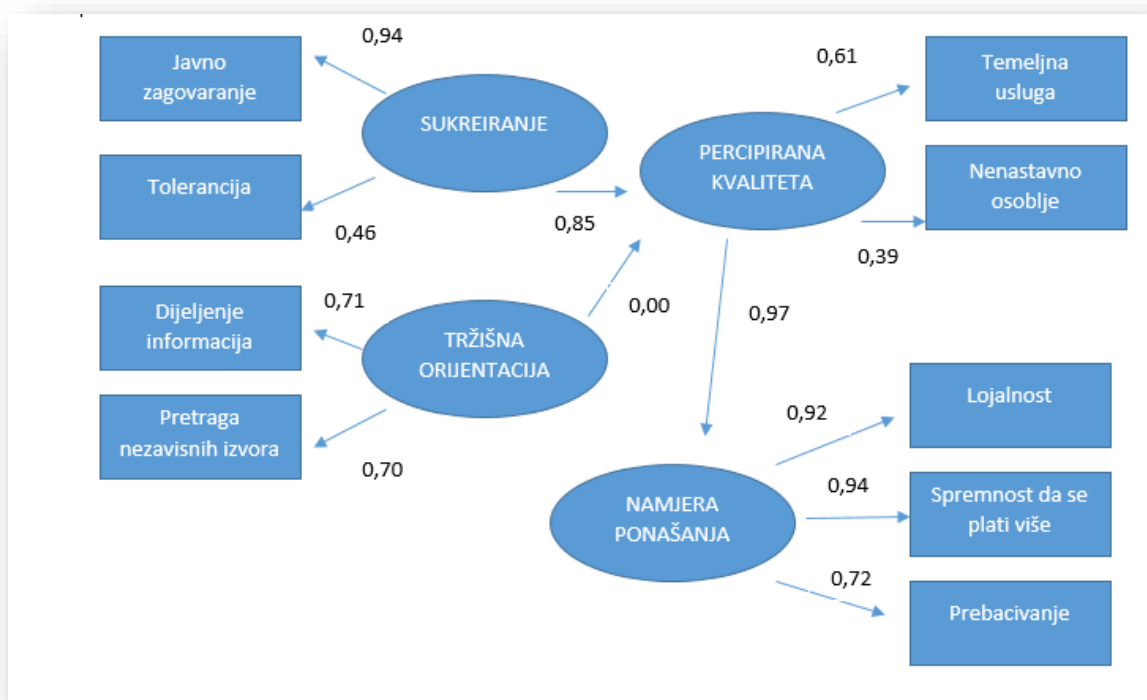 0,94
Javno
zagovaranje
SUKREIRANJE
Tolerancija
0,46
0,85
0,61
Temeljna
usluga
PERCIPIRANA
KVALITETA
Nenastavno
osoblje
0,39
Dijeljenje
informacija
0,71
TRŽIŠNA
ORIJENTACIJA
0,00
0,97
Pretraga
nezavisnih izvora
0,70
NAMJERA
PONAŠANJA
0,92
Lojalnost
0,94
Spremnost da se
plati više
0,72
Prebacivanje